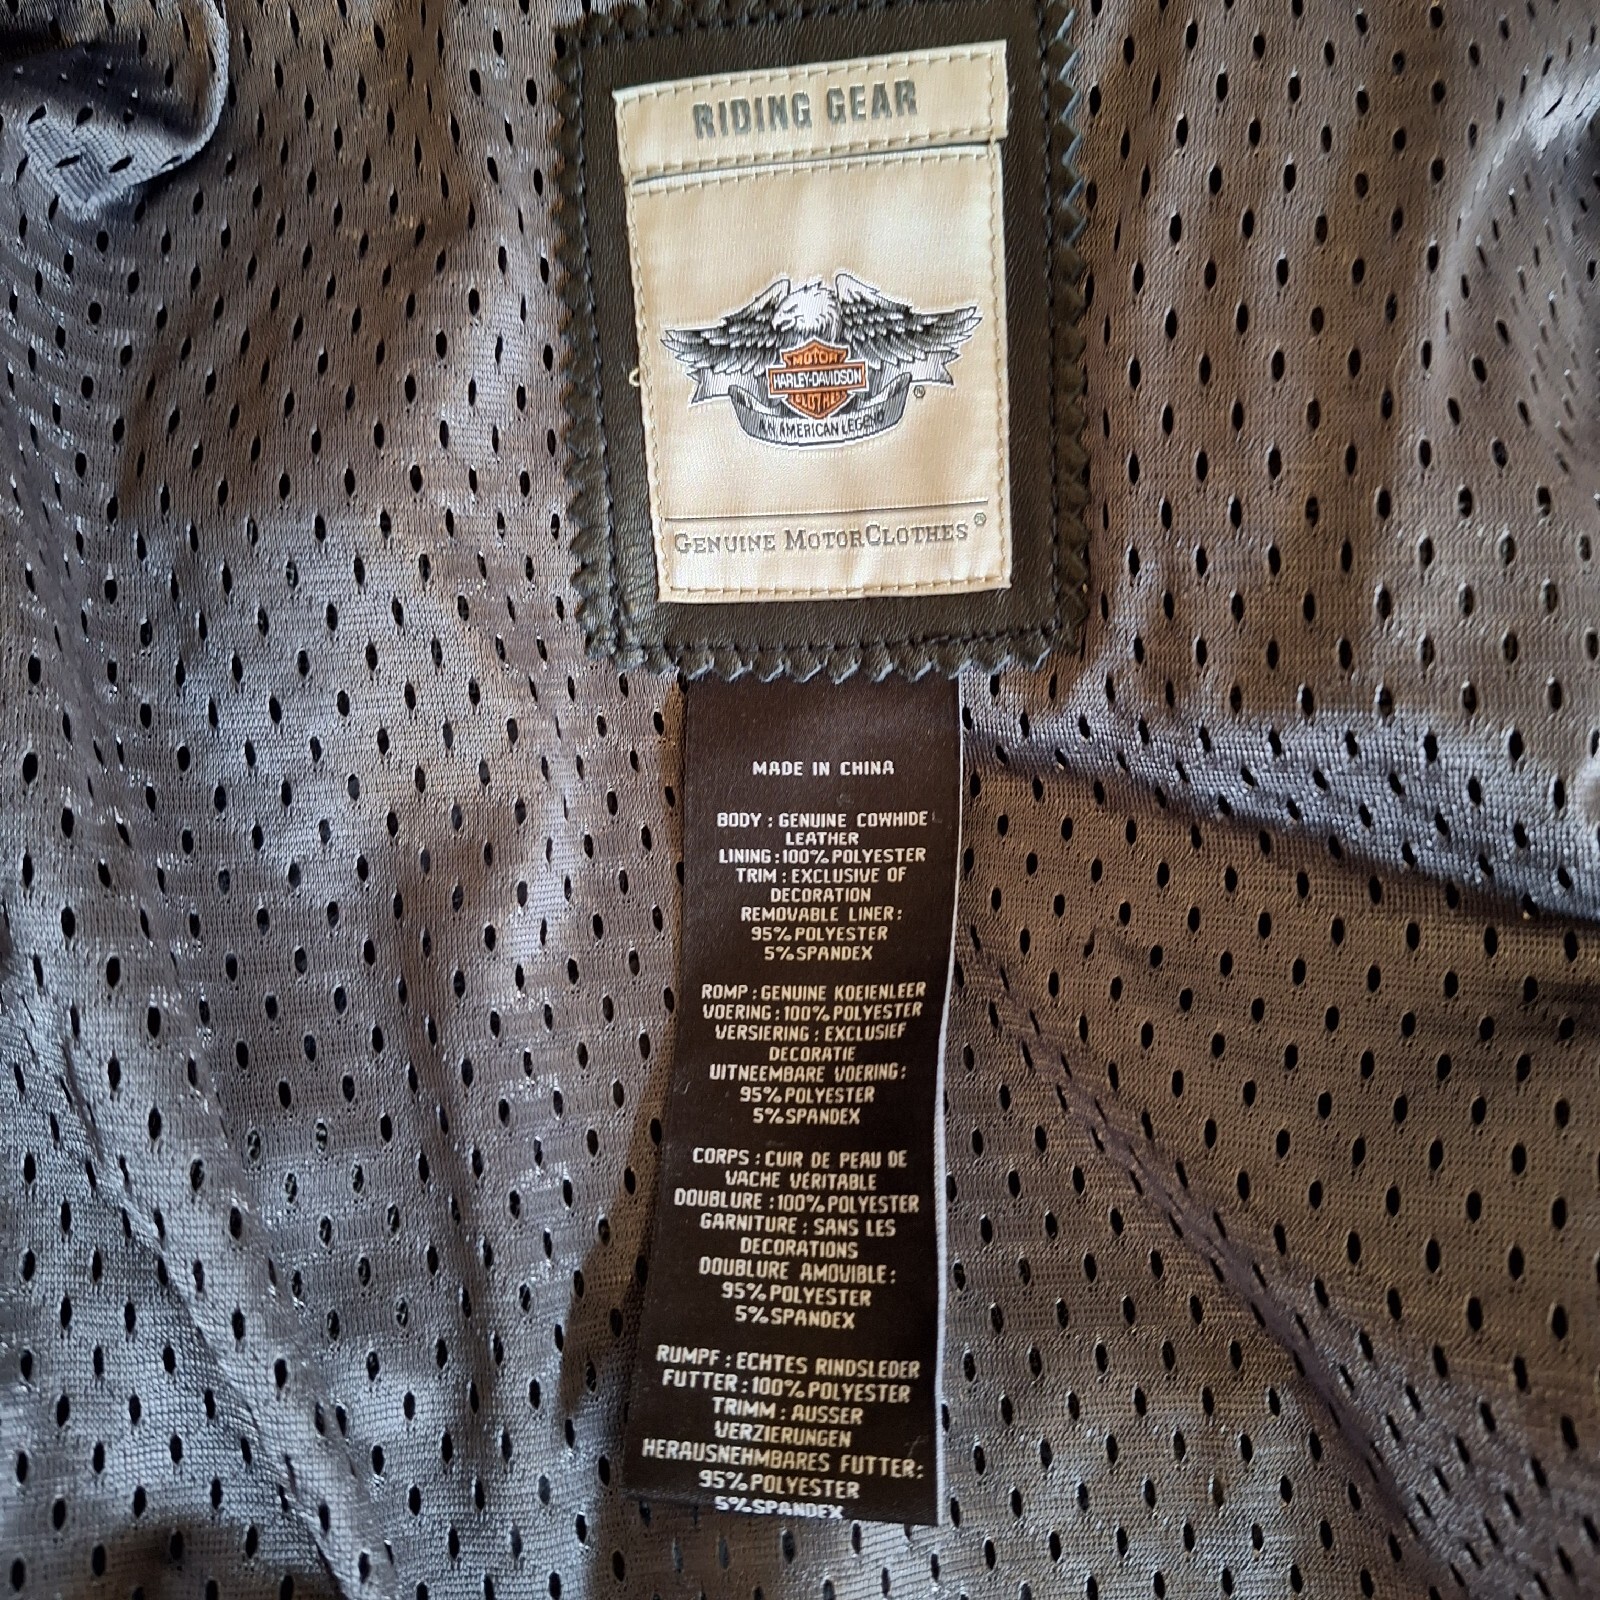 RIDING GEAR
MOTOR
HARLEY-DAVIDSON
CLOTHES
AN AMERICAN LEGEND
®
GENUINE MOTORCLOTHES®
MADE IN CHINA
BODY : GENUINE COWHIDE
LEATHER
LINING :100% POLYESTER
TRIM : EXCLUSIVE OF
DECORATION
REMOVABLE LINER:
95% POLYESTER
5% SPANDEX
ROMP : GENUINE KOEIENLEER
VOERING : 100% POLYESTER
VERSIERING : EXCLUSIEF
DECORATIE
UITNEEMBARE VOERING:
95% POLYESTER
5% SPANDEX
CORPS : CUIR DE PEAU DE
VACHE VERITABLE
DOUBLURE :100% POLYESTER
GARNITURE : SANS LES
DECORATIONS
DOUBLURE AMOVIBLE:
95% POLYESTER
5% SPANDEX
RUMPF : ECHTES RINDSLEDER
FUTTER :100% POLYESTER
TRIMM : AUSSER
VERZIERUNGEN
HERAUSNEHMBARES FUTTER:
95% POLYESTER
5% SPANDEX